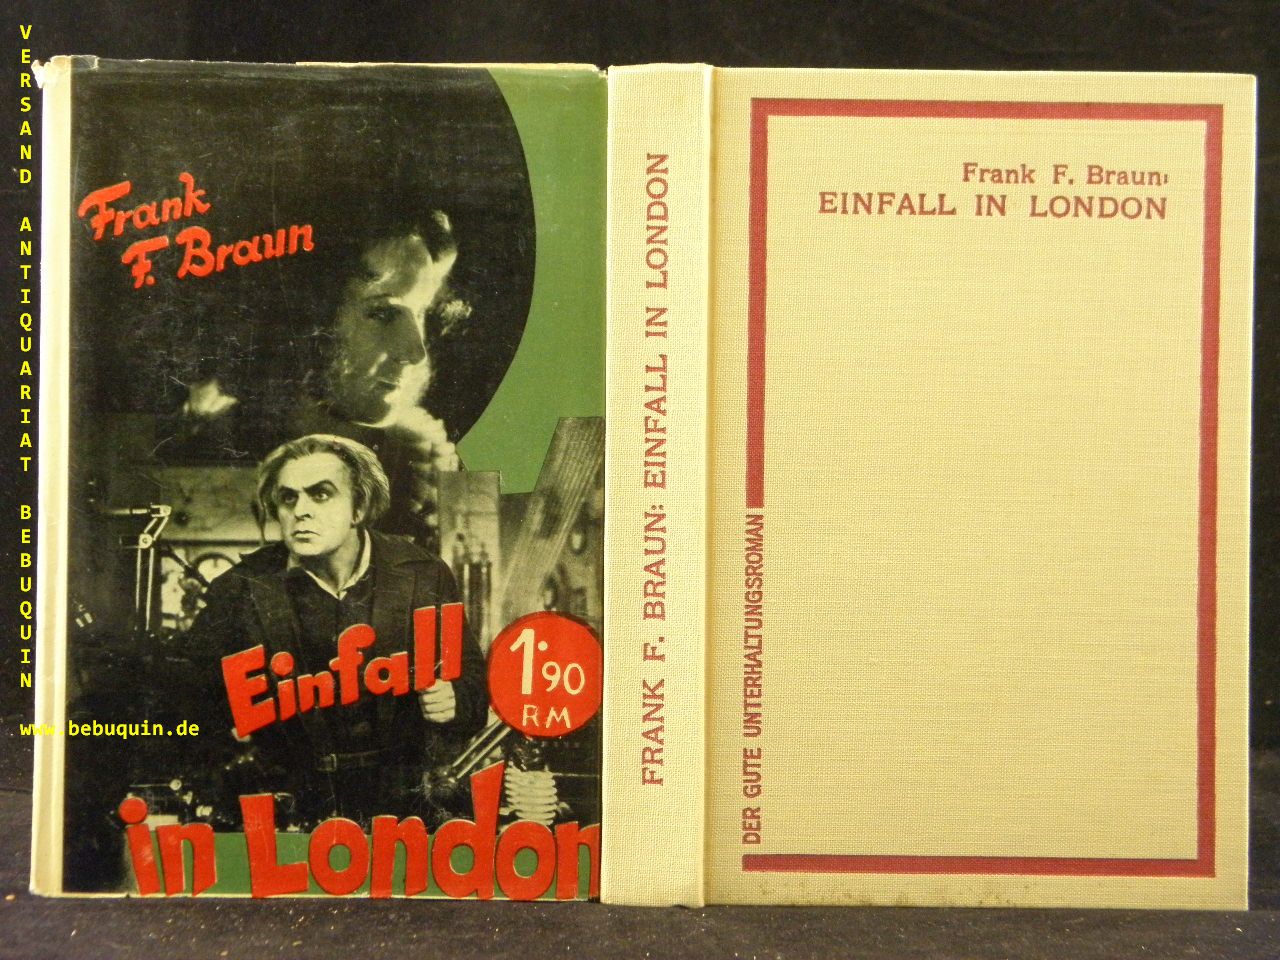 VERSAND ANTIQUARIAT BEBUQUIN
www.bebuquin.de
Frank
F. Braun
Einfall
1.90
RM
in London
FRANK F. BRAUN: EINFALL IN LONDON
Frank F. Braun:
EINFALL IN LONDON
DER GUTE UNTERHALTUNGSROMAN